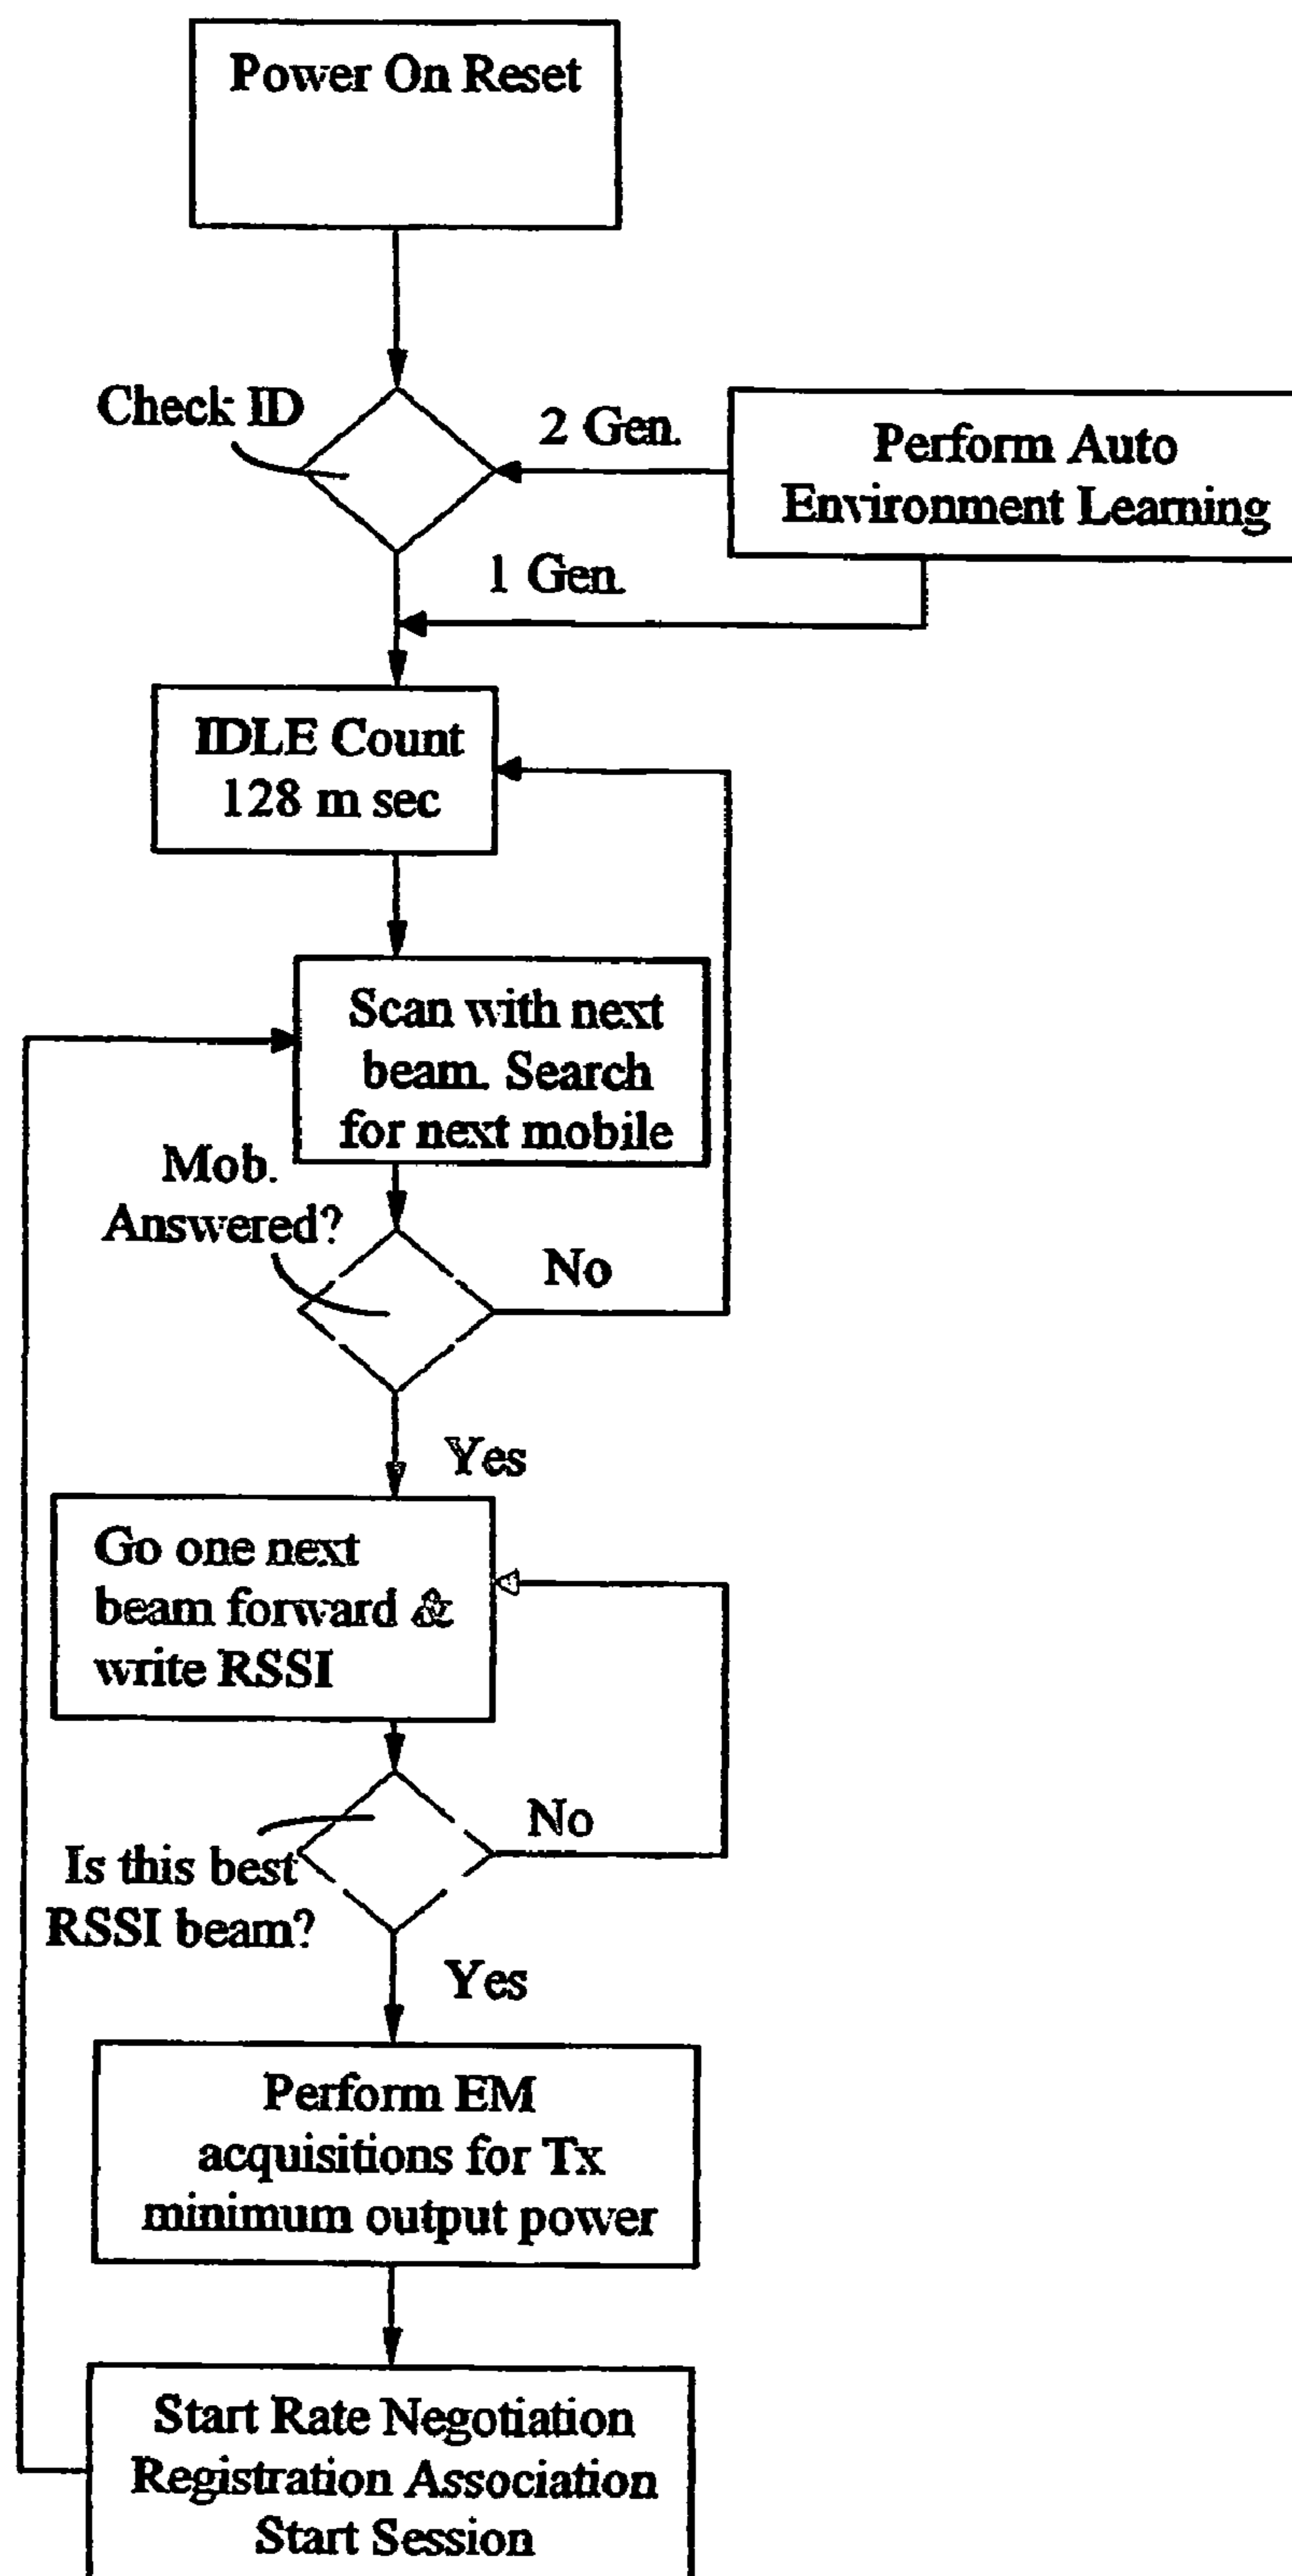 Power On Reset
Check ID
2 Gen.
Perform Auto
Environment Learning
1 Gen.
IDLE Count
128 m sec
Scan with next
beam. Search
for next mobile
Mob.
Answered?
No
Yes
Go one next
beam forward &
write RSSI
No
Is this best
RSSI beam?
Yes
Perform EM
acquisitions for Tx
minimum output power
Start Rate Negotiation
Registration Association
Start Session